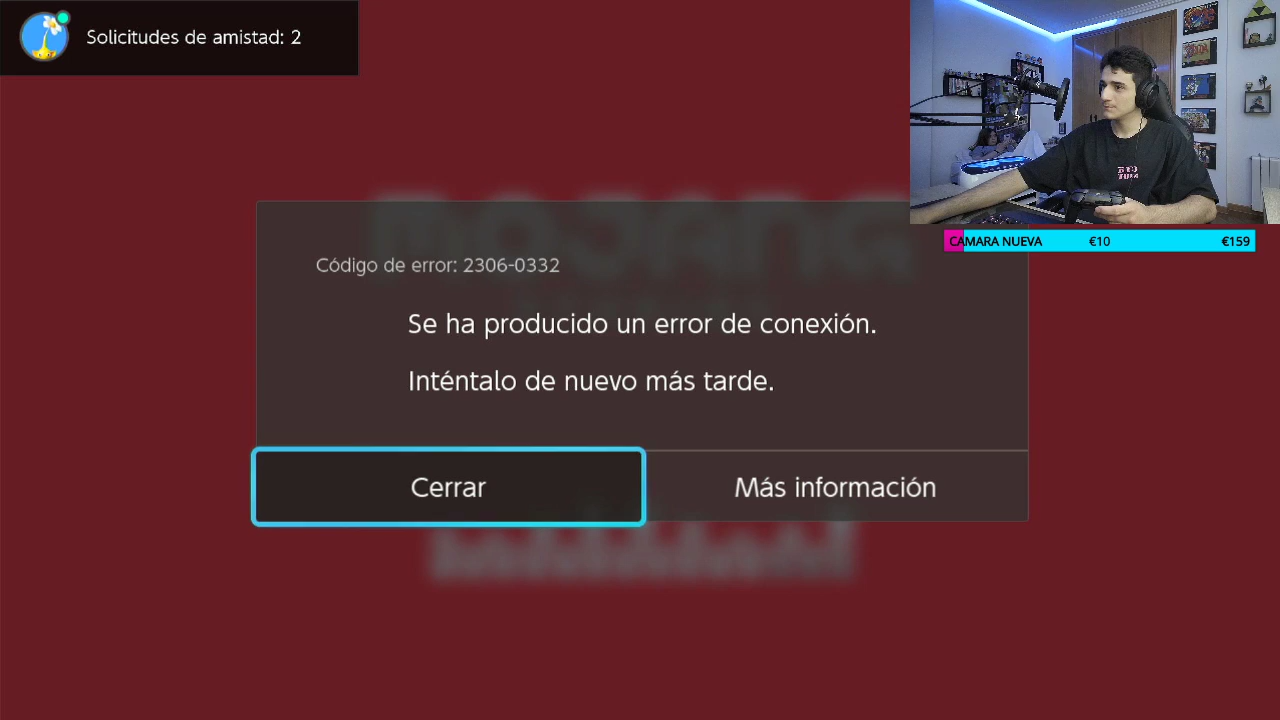 Solicitudes de amistad: 2
CAMARA NUEVA €10 €159
MOJANG
Código de error: 2306-0332
Se ha producido un error de conexión.
Inténtalo de nuevo más tarde.
Cerrar
Más información